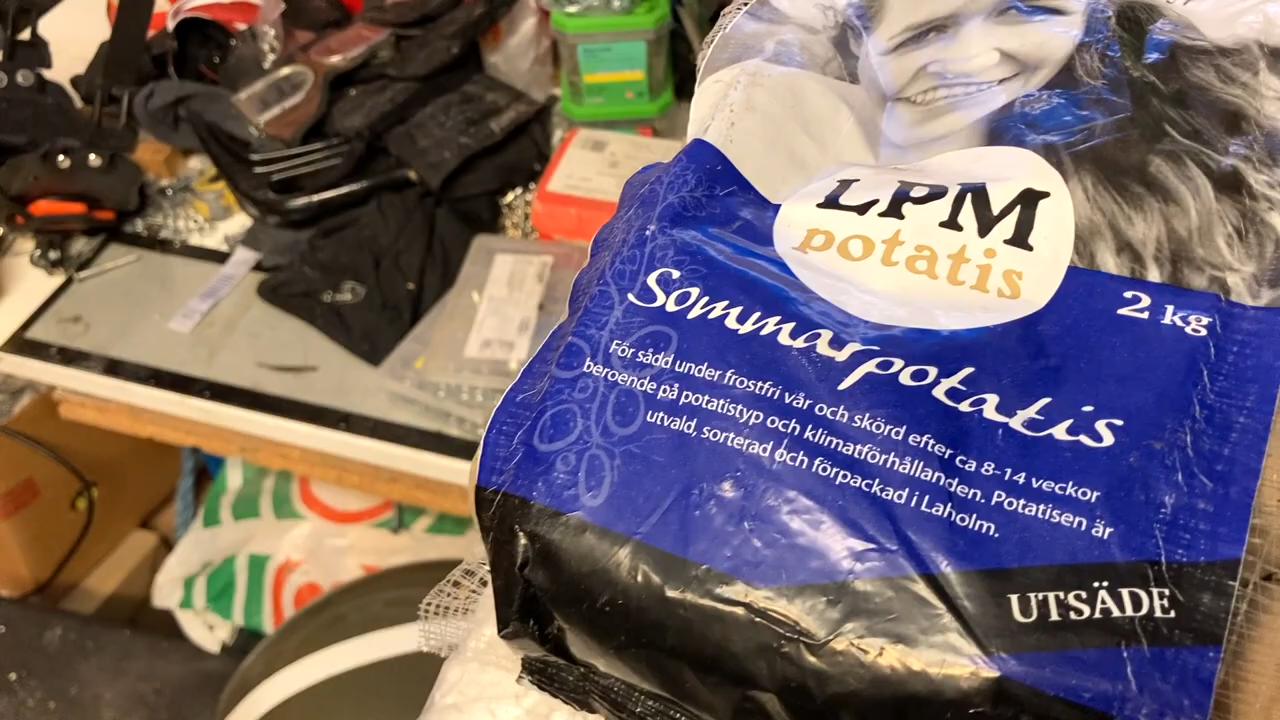 LPM
potatis
2 kg
Sommarpotatis
För sådd under frostfri vår och skörd efter ca 8-14 veckor
beroende på potatistyp och klimatförhållanden. Potatisen är
utvald, sorterad och förpackad i Laholm.
UTSÄDE